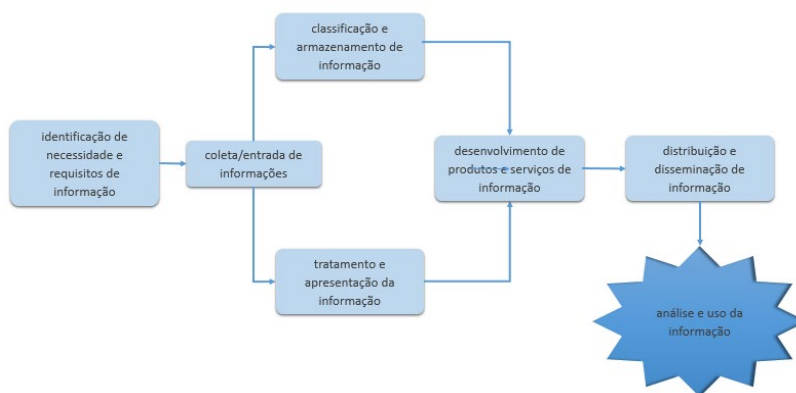 identificação de
necessidade e
requisitos de
informação
coleta/entrada de
informações
classificação e
armazenamento de
informação
tratamento e
apresentação da
informação
desenvolvimento de
produtos e serviços de
informação
distribuição e
disseminação de
informação
análise e uso da
informação